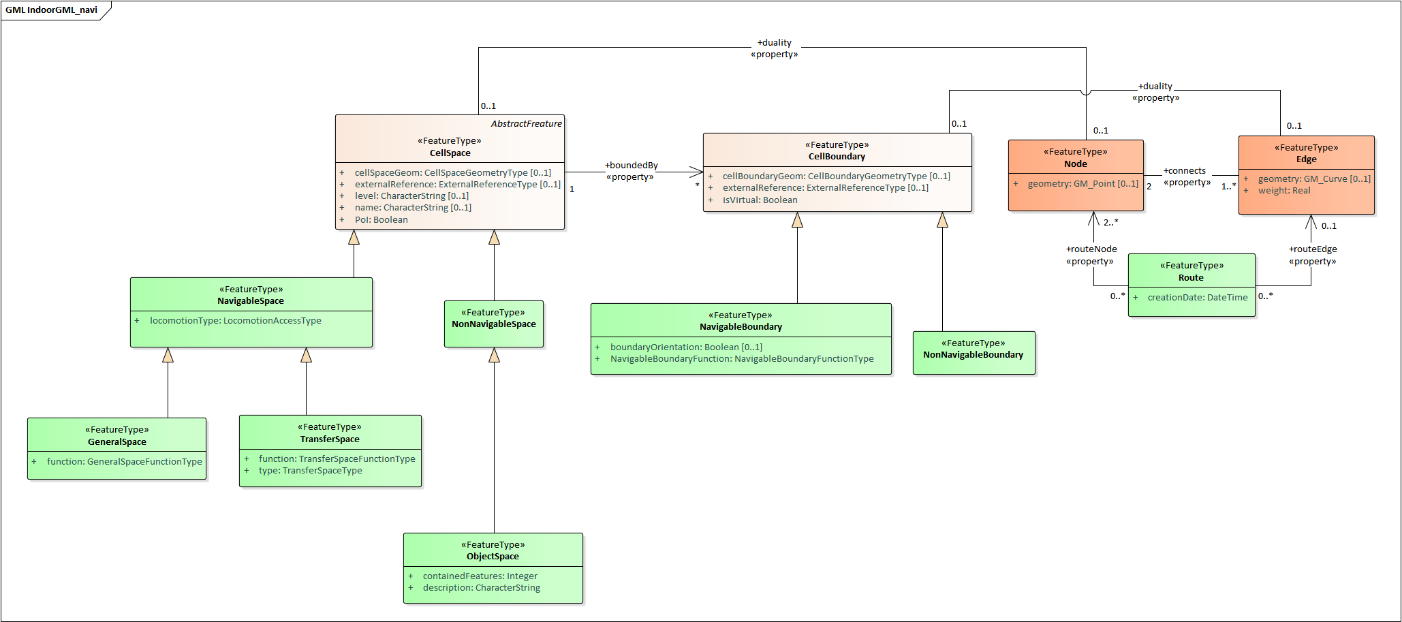 GML IndoorGML_navi
+duality
«property»
0..1
0..1
+duality
«property»
0..1
0..1
AbstractFreature
«FeatureType»
CellSpace
+ cellSpaceGeom: CellSpaceGeometryType [0..1]
+ externalReference: ExternalReferenceType [0..1]
+ level: CharacterString [0..1]
+ name: CharacterString [0..1]
+ PoI: Boolean
+boundedBy
«property»
1
*
«FeatureType»
CellBoundary
+ cellBoundaryGeom: CellBoundaryGeometryType [0..1]
+ externalReference: ExternalReferenceType [0..1]
+ isVirtual: Boolean
«FeatureType»
Node
+ geometry: GM_Point [0..1]
+connects
«property»
2
1..*
«FeatureType»
Edge
+ geometry: GM_Curve [0..1]
+ weight: Real
2..*
+routeNode
«property»
0..*
0..1
+routeEdge
«property»
0..*
«FeatureType»
Route
+ creationDate: DateTime
«FeatureType»
NavigableSpace
+ locomotionType: LocomotionAccessType
«FeatureType»
NonNavigableSpace
«FeatureType»
NavigableBoundary
+ boundaryOrientation: Boolean [0..1]
+ NavigableBoundaryFunction: NavigableBoundaryFunctionType
«FeatureType»
NonNavigableBoundary
«FeatureType»
GeneralSpace
+ function: GeneralSpaceFunctionType
«FeatureType»
TransferSpace
+ function: TransferSpaceFunctionType
+ type: TransferSpaceType
«FeatureType»
ObjectSpace
+ containedFeatures: Integer
+ description: CharacterString